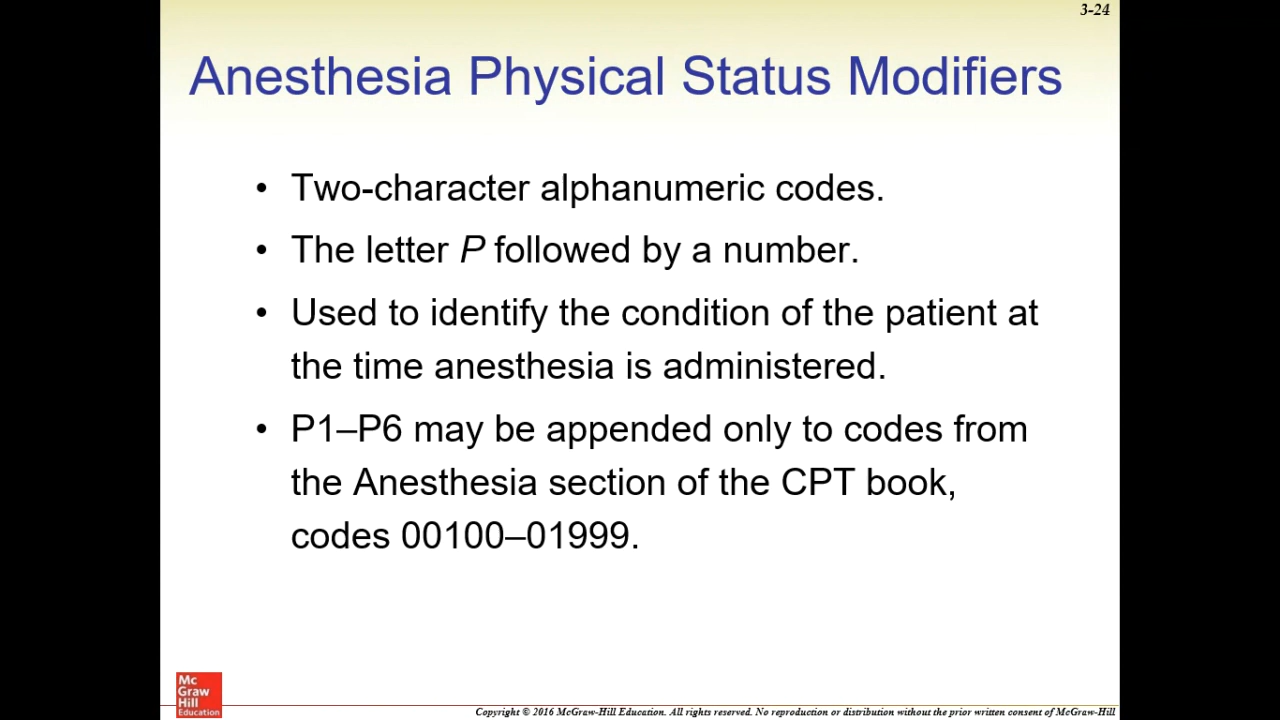 3-24
Anesthesia Physical Status Modifiers
• Two-character alphanumeric codes.
• The letter P followed by a number.
• Used to identify the condition of the patient at
the time anesthesia is administered.
• P1–P6 may be appended only to codes from
the Anesthesia section of the CPT book,
codes 00100–01999.
Mc
Graw
Hill
Education
Copyright © 2016 McGraw-Hill Education. All rights reserved. No reproduction or distribution without the prior written consent of McGraw-Hill